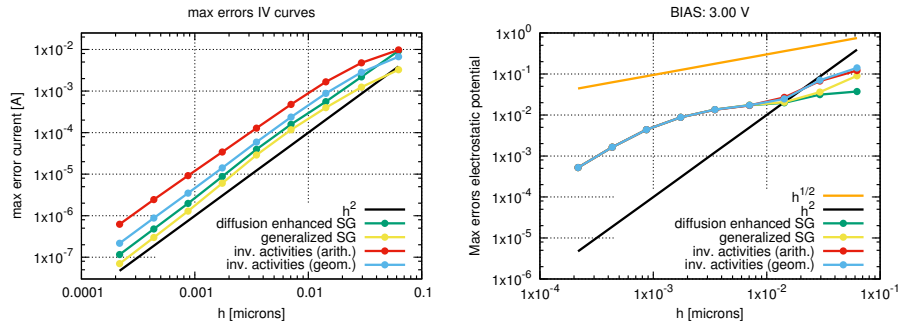 max errors IV curves
max error current [A]
1x10-2
1x10-3
1x10-4
1x10-5
1x10-6
1x10-7
0.0001
0.001
0.01
0.1
h [microns]
h2
diffusion enhanced SG
generalized SG
inv. activities (arith.)
inv. activities (geom.)
BIAS: 3.00 V
Max errors electrostatic potential
1x100
1x10-1
1x10-2
1x10-3
1x10-4
1x10-5
1x10-6
1x10-4
1x10-3
1x10-2
1x10-1
h [microns]
h1/2
h2
diffusion enhanced SG
generalized SG
inv. activities (arith.)
inv. activities (geom.)